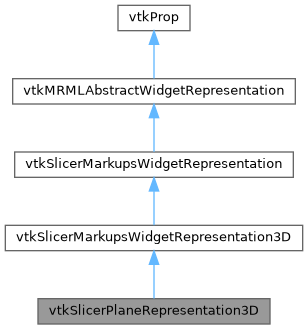 vtkProp
vtkMRMLAbstractWidgetRepresentation
vtkSlicerMarkupsWidgetRepresentation
vtkSlicerMarkupsWidgetRepresentation3D
vtkSlicerPlaneRepresentation3D